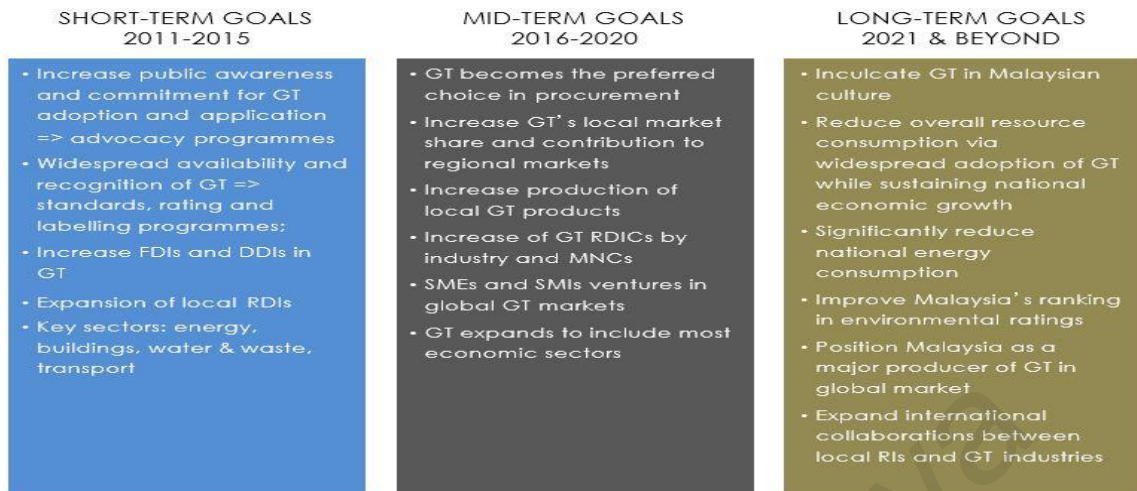 SHORT-TERM GOALS
2011-2015
• Increase public awareness
and commitment for GT
adoption and application
=> advocacy programmes
• Widespread availability and
recognition of GT =>
standards, rating and
labelling programmes;
• Increase FDIs and DDIs in
GT
• Expansion of local RDIs
• Key sectors: energy,
buildings, water & waste,
transport
MID-TERM GOALS
2016-2020
• GT becomes the preferred
choice in procurement
• Increase GT's local market
share and contribution to
regional markets
• Increase production of
local GT products
• Increase of GT RDICs by
industry and MNCs
• SMEs and SMIs ventures in
global GT markets
• GT expands to include most
economic sectors
LONG-TERM GOALS
2021 & BEYOND
• Inculcate GT in Malaysian
culture
• Reduce overall resource
consumption via
widespread adoption of GT
while sustaining national
economic growth
• Significantly reduce
national energy
consumption
• Improve Malaysia's ranking
in environmental ratings
• Position Malaysia as a
major producer of GT in
global market
• Expand international
collaborations between
local RIs and GT industries